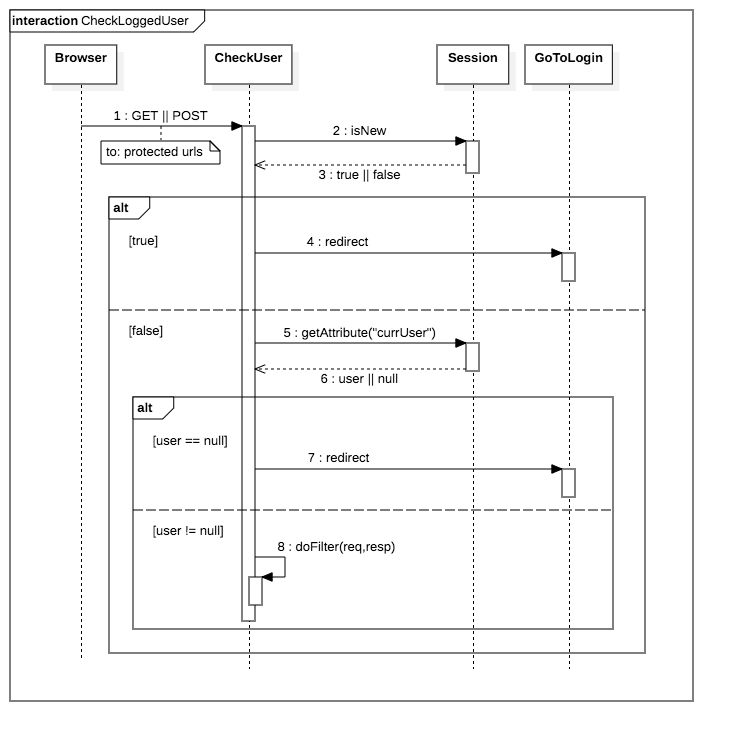 interaction CheckLoggedUser
Browser
CheckUser
Session
GoToLogin
1 : GET || POST
to: protected urls
2 : isNew
3 : true || false
alt
[true]
4 : redirect
[false]
5 : getAttribute("currUser")
6 : user || null
alt
[user == null]
7 : redirect
[user != null]
8 : doFilter(req,resp)